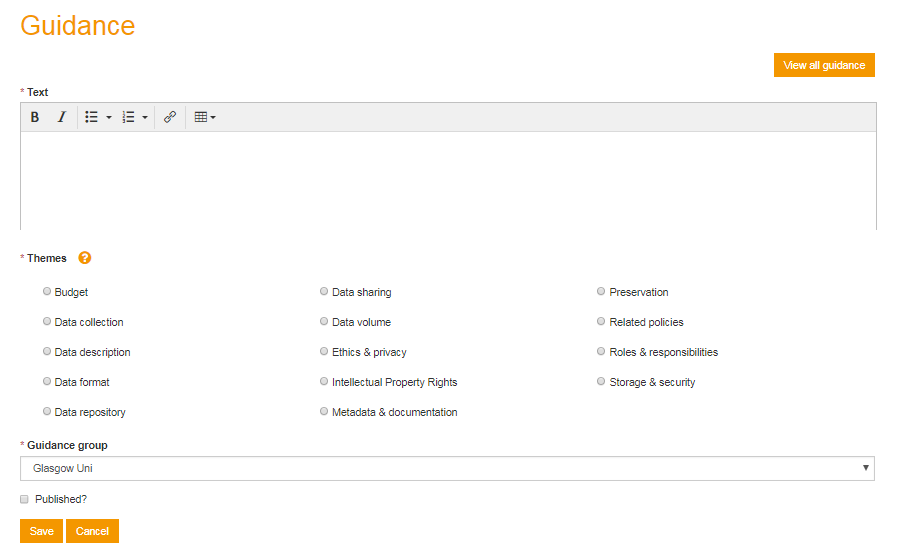 Guidance
View all guidance
* Text
B I
* Themes ?
Budget
Data collection
Data description
Data format
Data repository
Data sharing
Data volume
Ethics & privacy
Intellectual Property Rights
Metadata & documentation
Preservation
Related policies
Roles & responsibilities
Storage & security
* Guidance group
Glasgow Uni
Published?
Save Cancel